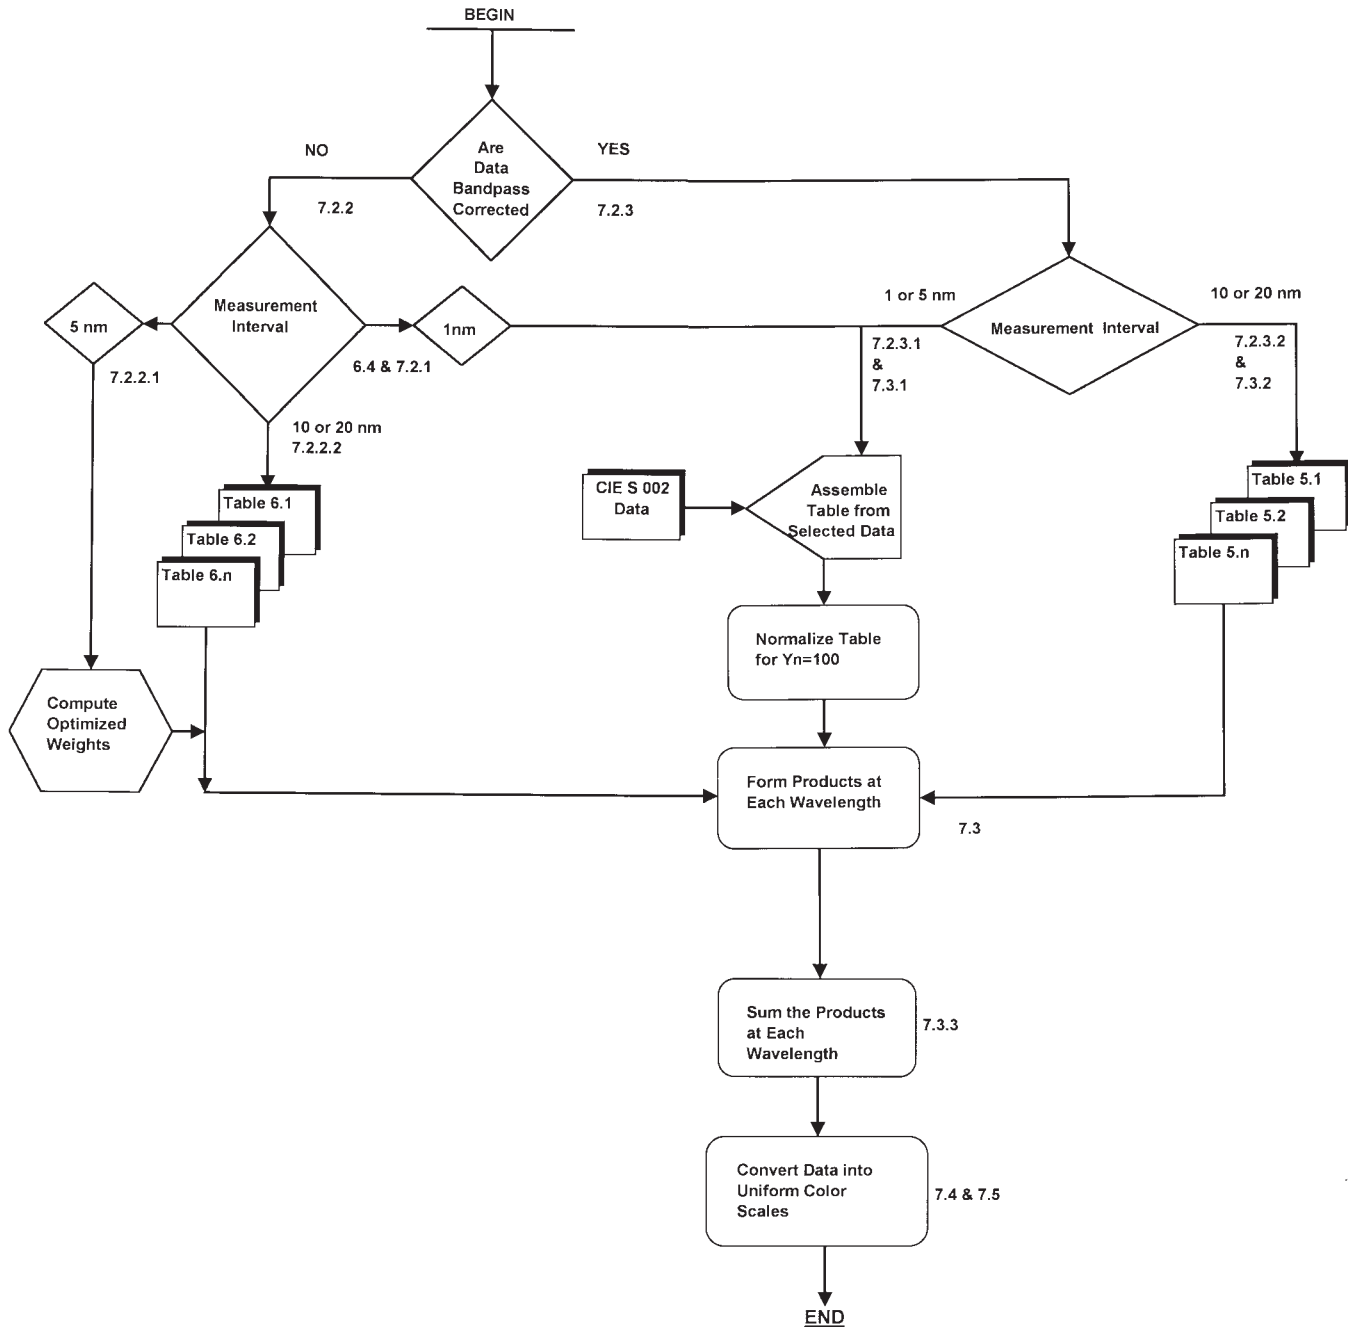 BEGIN
Are
Data
Bandpass
Corrected
NO
YES
7.2.2
7.2.3
Measurement
Interval
5 nm
1nm
7.2.2.1
6.4 & 7.2.1
10 or 20 nm
7.2.2.2
1 or 5 nm
Measurement Interval
10 or 20 nm
7.2.3.1
&
7.3.1
7.2.3.2
&
7.3.2
Table 6.1
Table 6.2
Table 6.n
CIE S 002
Data
Assemble
Table from
Selected Data
Table 5.1
Table 5.2
Table 5.n
Normalize Table
for Yn=100
Compute
Optimized
Weights
Form Products at
Each Wavelength
7.3
Sum the Products
at Each
Wavelength
7.3.3
Convert Data into
Uniform Color
Scales
7.4 & 7.5
END